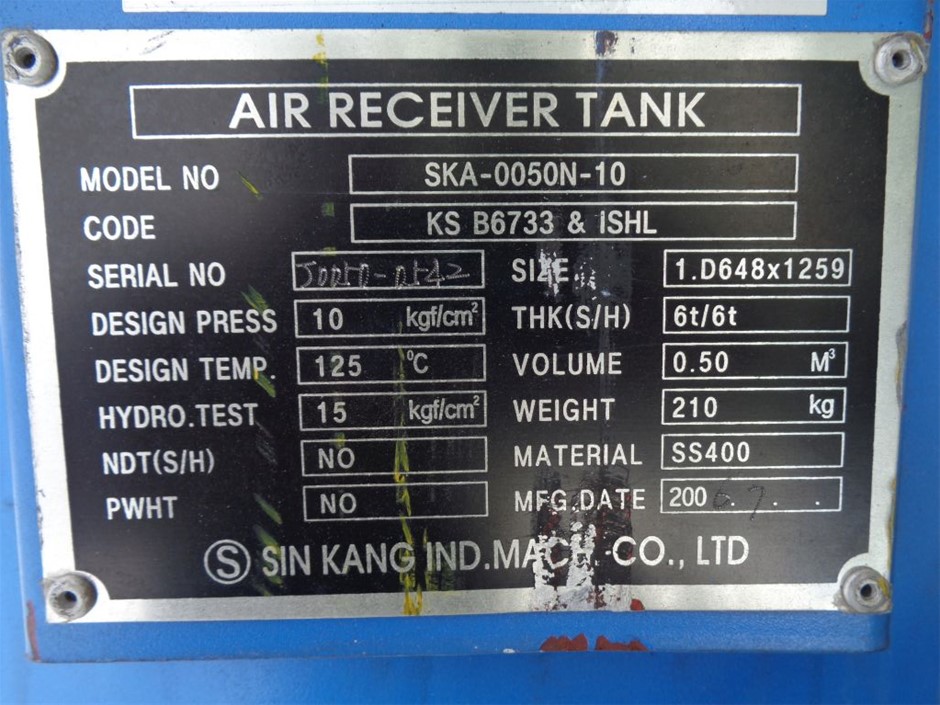 AIR RECEIVER TANK
MODEL NO SKA-0050N-10
CODE KS B6733 & ISHL
SERIAL NO SIZE. 1.D648x1259
DESIGN PRESS 10 kgf/cm² THK(S/H) 6t/6t
DESIGN TEMP. 125 °C VOLUME 0.50 M³
HYDRO.TEST 15 kgf/cm² WEIGHT 210 kg
NDT(S/H) NO MATERIAL SS400
PWHT NO MFG.DATE 2006.7. .
Ⓢ SIN KANG IND.MACH. CO., LTD